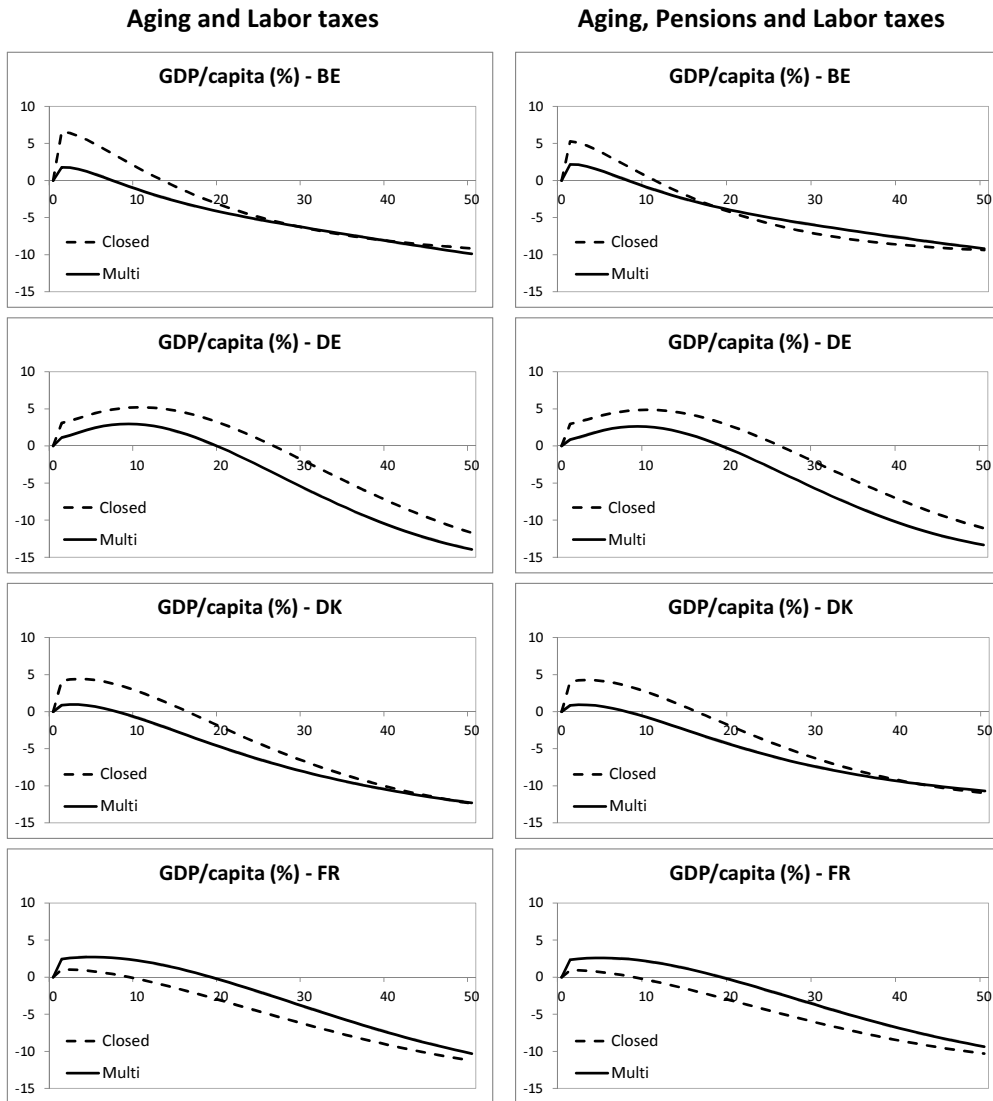 Aging and Labor taxes
Aging, Pensions and Labor taxes
GDP/capita (%) - BE
10
5
0
0 10 20 30 40 50
-5
-10
-15
Closed
Multi
GDP/capita (%) - BE
10
5
0
0 10 20 30 40 50
-5
-10
-15
Closed
Multi
GDP/capita (%) - DE
10
5
0
0 10 20 30 40 50
-5
-10
-15
Closed
Multi
GDP/capita (%) - DE
10
5
0
0 10 20 30 40 50
-5
-10
-15
Closed
Multi
GDP/capita (%) - DK
10
5
0
0 10 20 30 40 50
-5
-10
-15
Closed
Multi
GDP/capita (%) - DK
10
5
0
0 10 20 30 40 50
-5
-10
-15
Closed
Multi
GDP/capita (%) - FR
10
5
0
0 10 20 30 40 50
-5
-10
-15
Closed
Multi
GDP/capita (%) - FR
10
5
0
0 10 20 30 40 50
-5
-10
-15
Closed
Multi